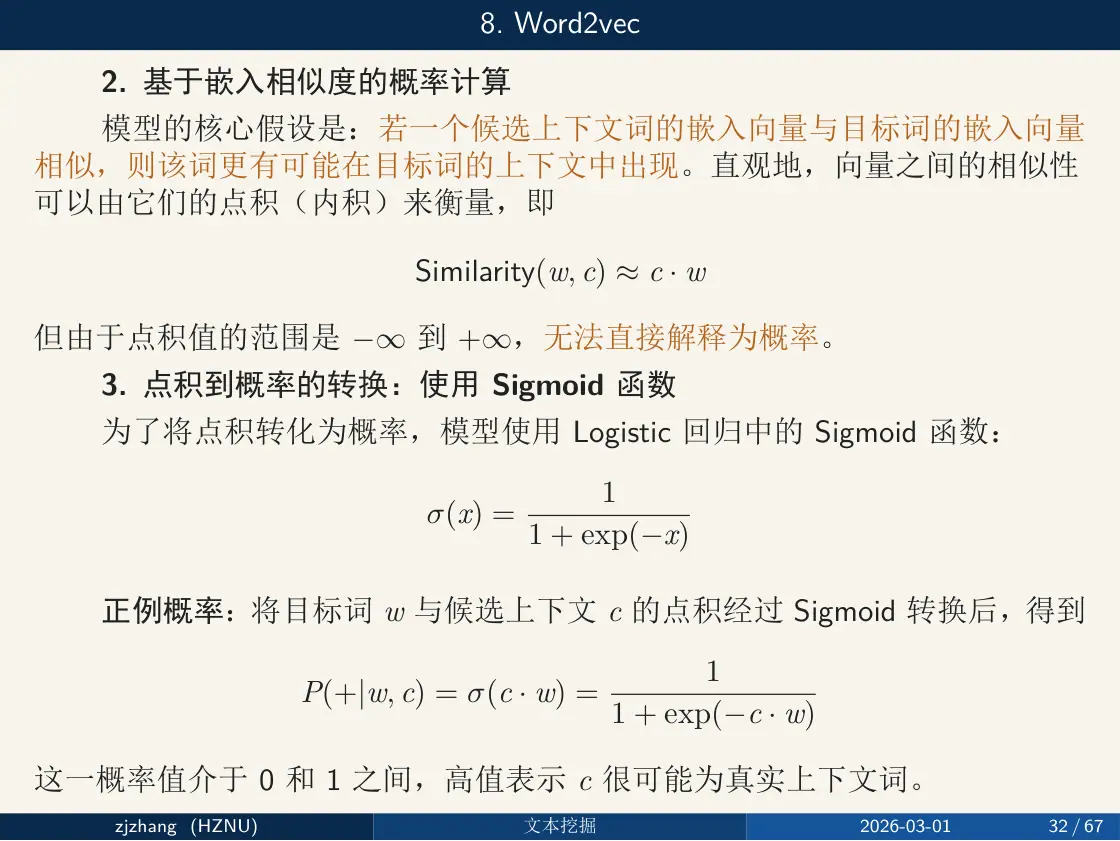 8. Word2vec
2. 基于嵌入相似度的概率计算
模型的核心假设是：若一个候选上下文词的嵌入向量与目标词的嵌入向量
相似，则该词更有可能在目标词的上下文中出现。直观地，向量之间的相似性
可以由它们的点积（内积）来衡量，即
Similarity(w, c) ≈ c · w
但由于点积值的范围是 −∞ 到 +∞，无法直接解释为概率。
3. 点积到概率的转换：使用 Sigmoid 函数
为了将点积转化为概率，模型使用 Logistic 回归中的 Sigmoid 函数：
σ(x) = 1 / (1 + exp(−x))
正例概率：将目标词 w 与候选上下文 c 的点积经过 Sigmoid 转换后，得到
P(+|w, c) = σ(c · w) = 1 / (1 + exp(−c · w))
这一概率值介于 0 和 1 之间，高值表示 c 很可能为真实上下文词。
zjzhang (HZNU) 文本挖掘 2026-03-01 32 / 67